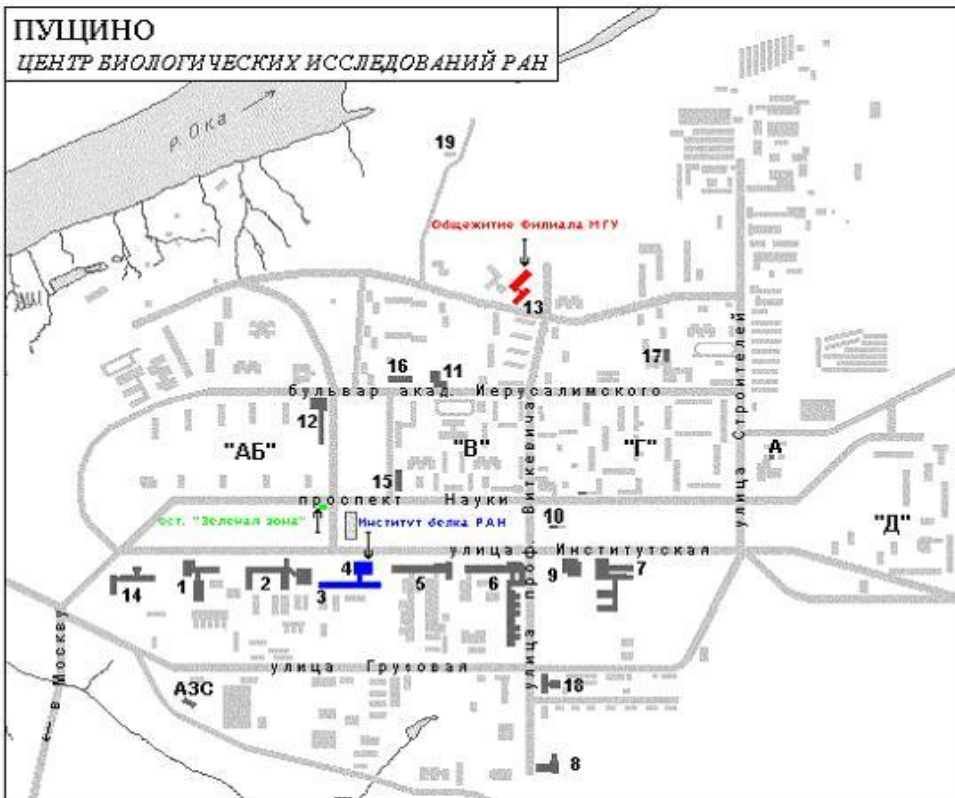 ПУЩИНО
ЦЕНТР БИОЛОГИЧЕСКИХ ИССЛЕДОВАНИЙ РАН
р. Ока
19
Общежитие Филиала МГУ
13
17
16
11
бульвар акад. Иерусалимского
12
"АБ"
"В"
"Г"
А
улица Строителей
15
проспект Науки
ост. "Зеленая зона"
Институт белка РАН
10
"Д"
улица проф. Виткевича
улица Институтская
14
1
2
3
4
5
6
9
7
улица Грузовая
в Москву
АЗС
18
8